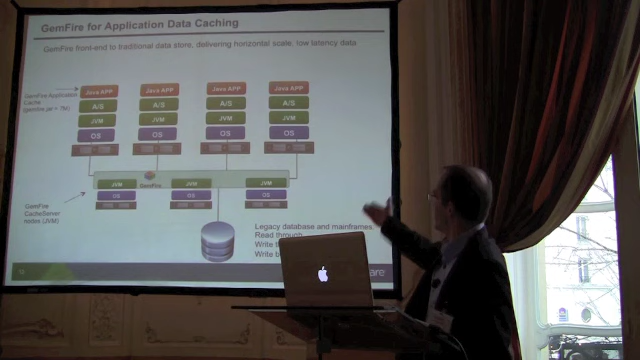 GemFire for Application Data Caching
GemFire front-end to traditional data store, delivering horizontal scale, low latency data
Java APP Java APP Java APP Java APP
GemFire Application
Cache
A/S A/S A/S A/S
JVM JVM JVM JVM
OS OS OS OS
JVM JVM JVM
GemFire
OS OS OS
GemFire
CacheServer
nodes (JVM)
Legacy database and mainframes.
Read through
Write
Write
12